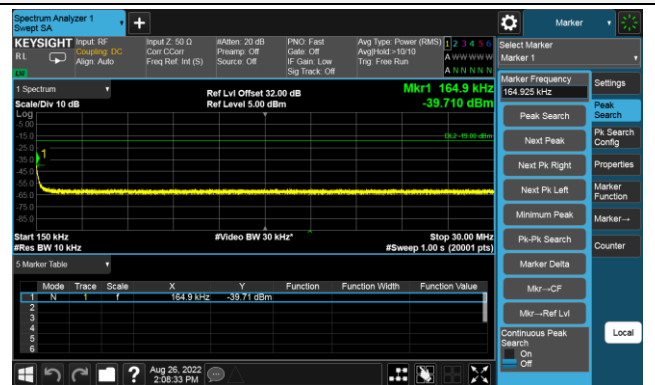 Spectrum Analyzer 1
Swept SA
+
Marker
KEYSIGHT
RL
LW
Input: RF
Coupling: DC
Align: Auto
Input Z: 50 Ω
Corr CCorr
Freq Ref: Int (S)
#Atten: 20 dB
Preamp: Off
Source: Off
PNO: Fast
Gate: Off
IF Gain: Low
Sig Track: Off
Avg Type: Power (RMS)
Avg|Hold:>10/10
Trig: Free Run
1 2 3 4 5 6
A W W W W W
A N N N N N
Select Marker
Marker 1
1 Spectrum
Scale/Div 10 dB
Ref Lvl Offset 32.00 dB
Ref Level 5.00 dBm
Mkr1 164.9 kHz
-39.710 dBm
Log
-5.00
-15.0
-25.0
-35.0
-45.0
-55.0
-65.0
-75.0
-85.0
DL2 -19.00 dBm
1
Start 150 kHz
#Res BW 10 kHz
#Video BW 30 kHz*
Stop 30.00 MHz
#Sweep 1.00 s (20001 pts)
5 Marker Table
Mode Trace Scale X Y Function Function Width Function Value
1 N 1 f 164.9 kHz -39.71 dBm
2
3
4
5
6
Marker Frequency
164.925 kHz
Peak Search
Next Peak
Next Pk Right
Next Pk Left
Minimum Peak
Pk-Pk Search
Marker Delta
Mkr→CF
Mkr→Ref Lvl
Continuous Peak
Search
On
Off
Settings
Peak
Search
Pk Search
Config
Properties
Marker
Function
Marker→
Counter
Local
?
Aug 26, 2022
2:08:33 PM